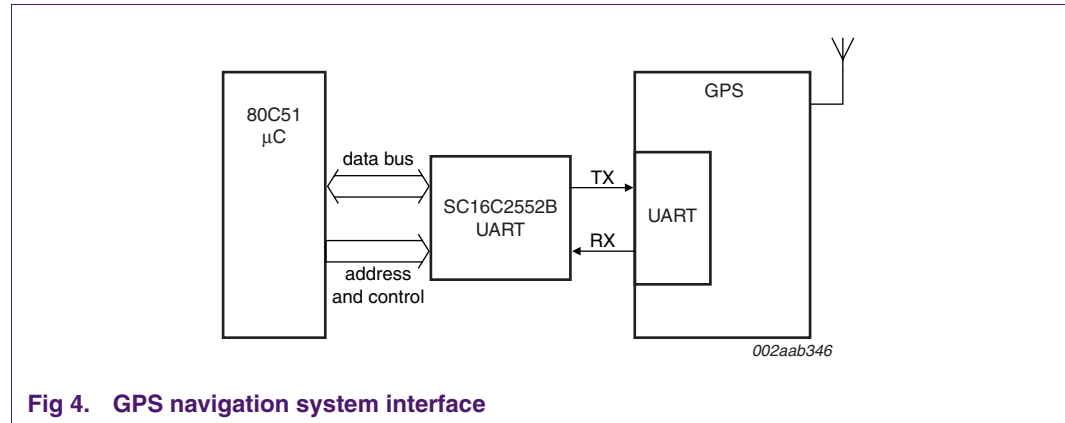 80C51
μC
data bus
address
and control
SC16C2552B
UART
TX
RX
GPS
UART
002aab346
Fig 4. GPS navigation system interface